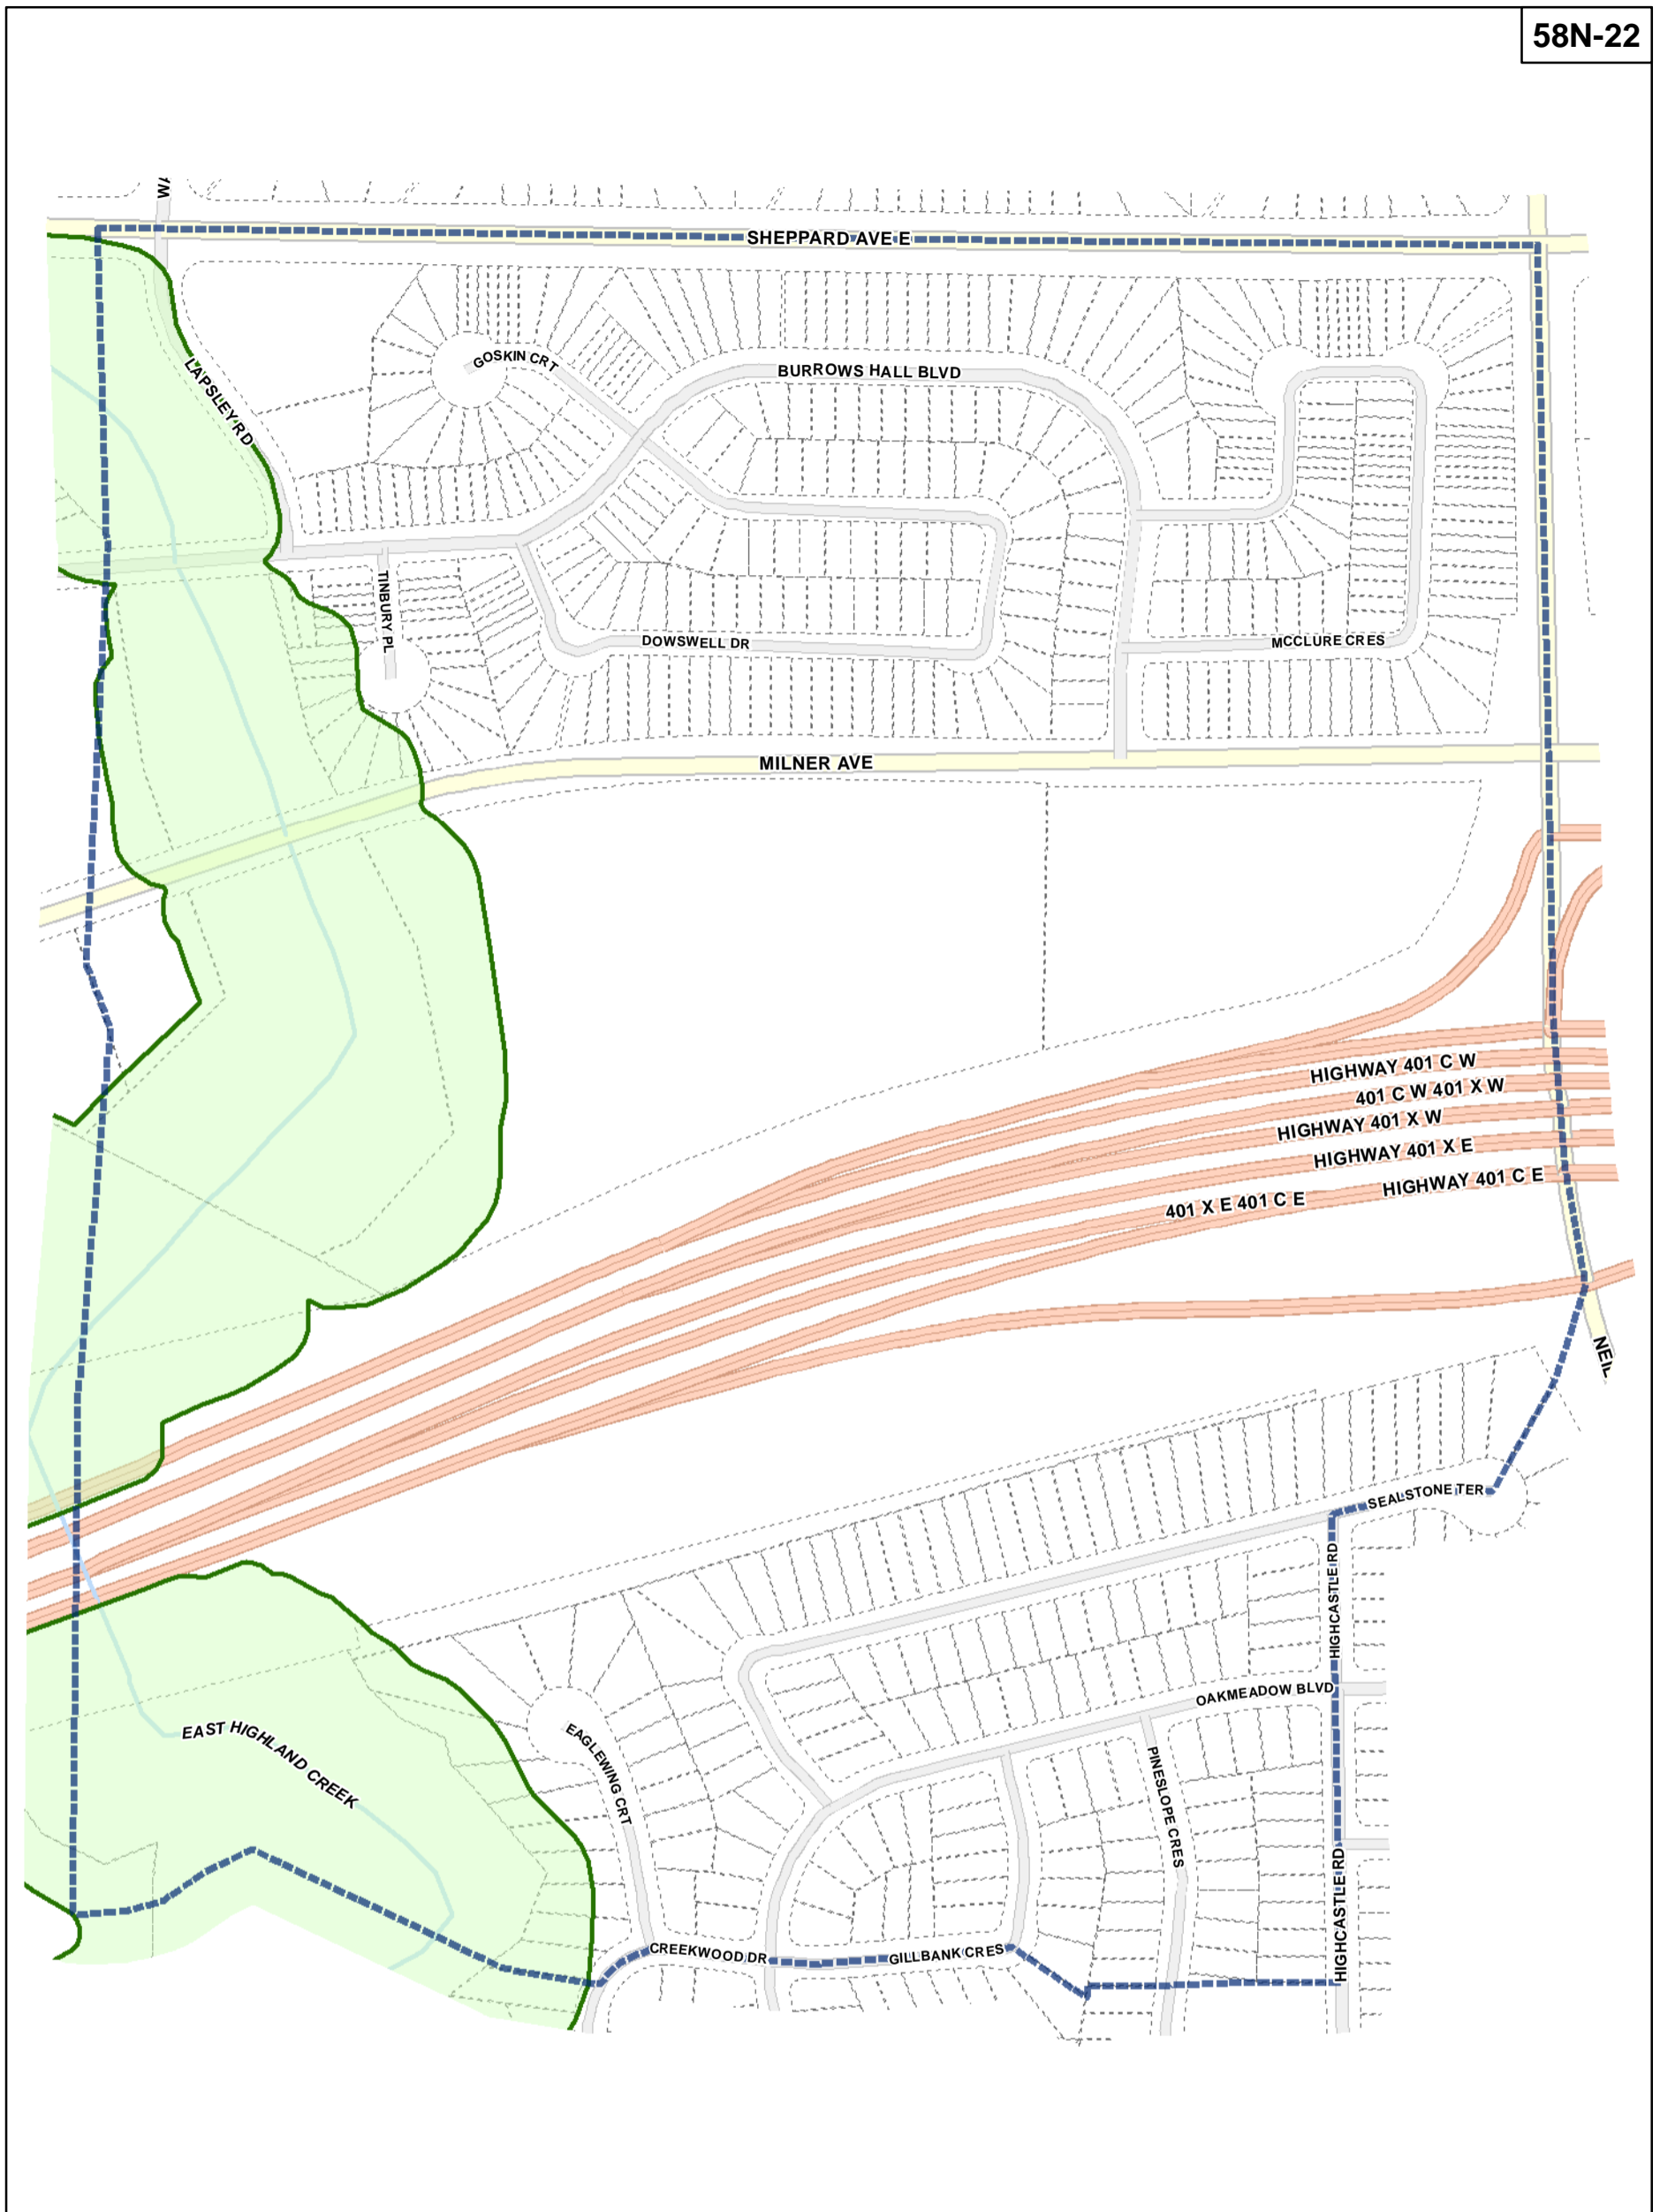 58N-22
SHEPPARD AVE E
GOSKIN CRT
BURROWS HALL BLVD
LAPSLEY RD
TINBURY PL
DOWSWELL DR
MCCLURE CRES
MILNER AVE
HIGHWAY 401 C W
401 C W 401 X W
HIGHWAY 401 X W
HIGHWAY 401 X E
HIGHWAY 401 C E
401 X E 401 C E
SEALSTONE TER
HIGHCASTLE RD
OAKMEADOW BLVD
EAST HIGHLAND CREEK
EAGLEWING CRT
PINESLOPE CRES
HIGHCASTLE RD
CREEKWOOD DR
GILLBANK CRES